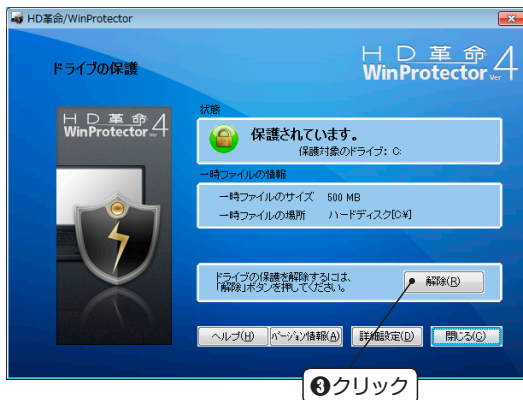 HD革命/WinProtector
ドライブの保護
HD革命
WinProtector Ver 4
HD革命
WinProtector Ver 4
状態
保護されています。
保護対象のドライブ: C:
一時ファイルの情報
一時ファイルのサイズ 500 MB
一時ファイルの場所 ハードディスク[C:¥]
ドライブの保護を解除するには、
「解除」ボタンを押してください。
解除(R)
ヘルプ(H) バージョン情報(A) 詳細設定(D) 閉じる(C)
❸クリック